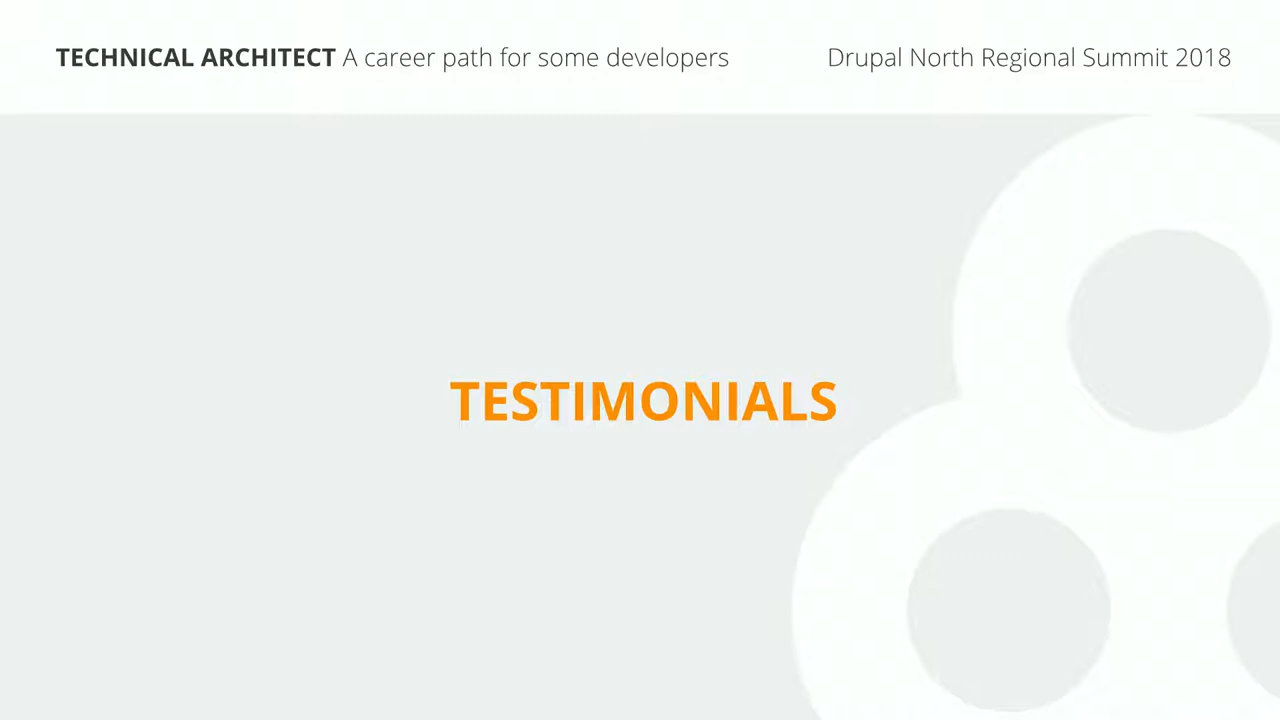 TECHNICAL ARCHITECT A career path for some developers
Drupal North Regional Summit 2018
TESTIMONIALS